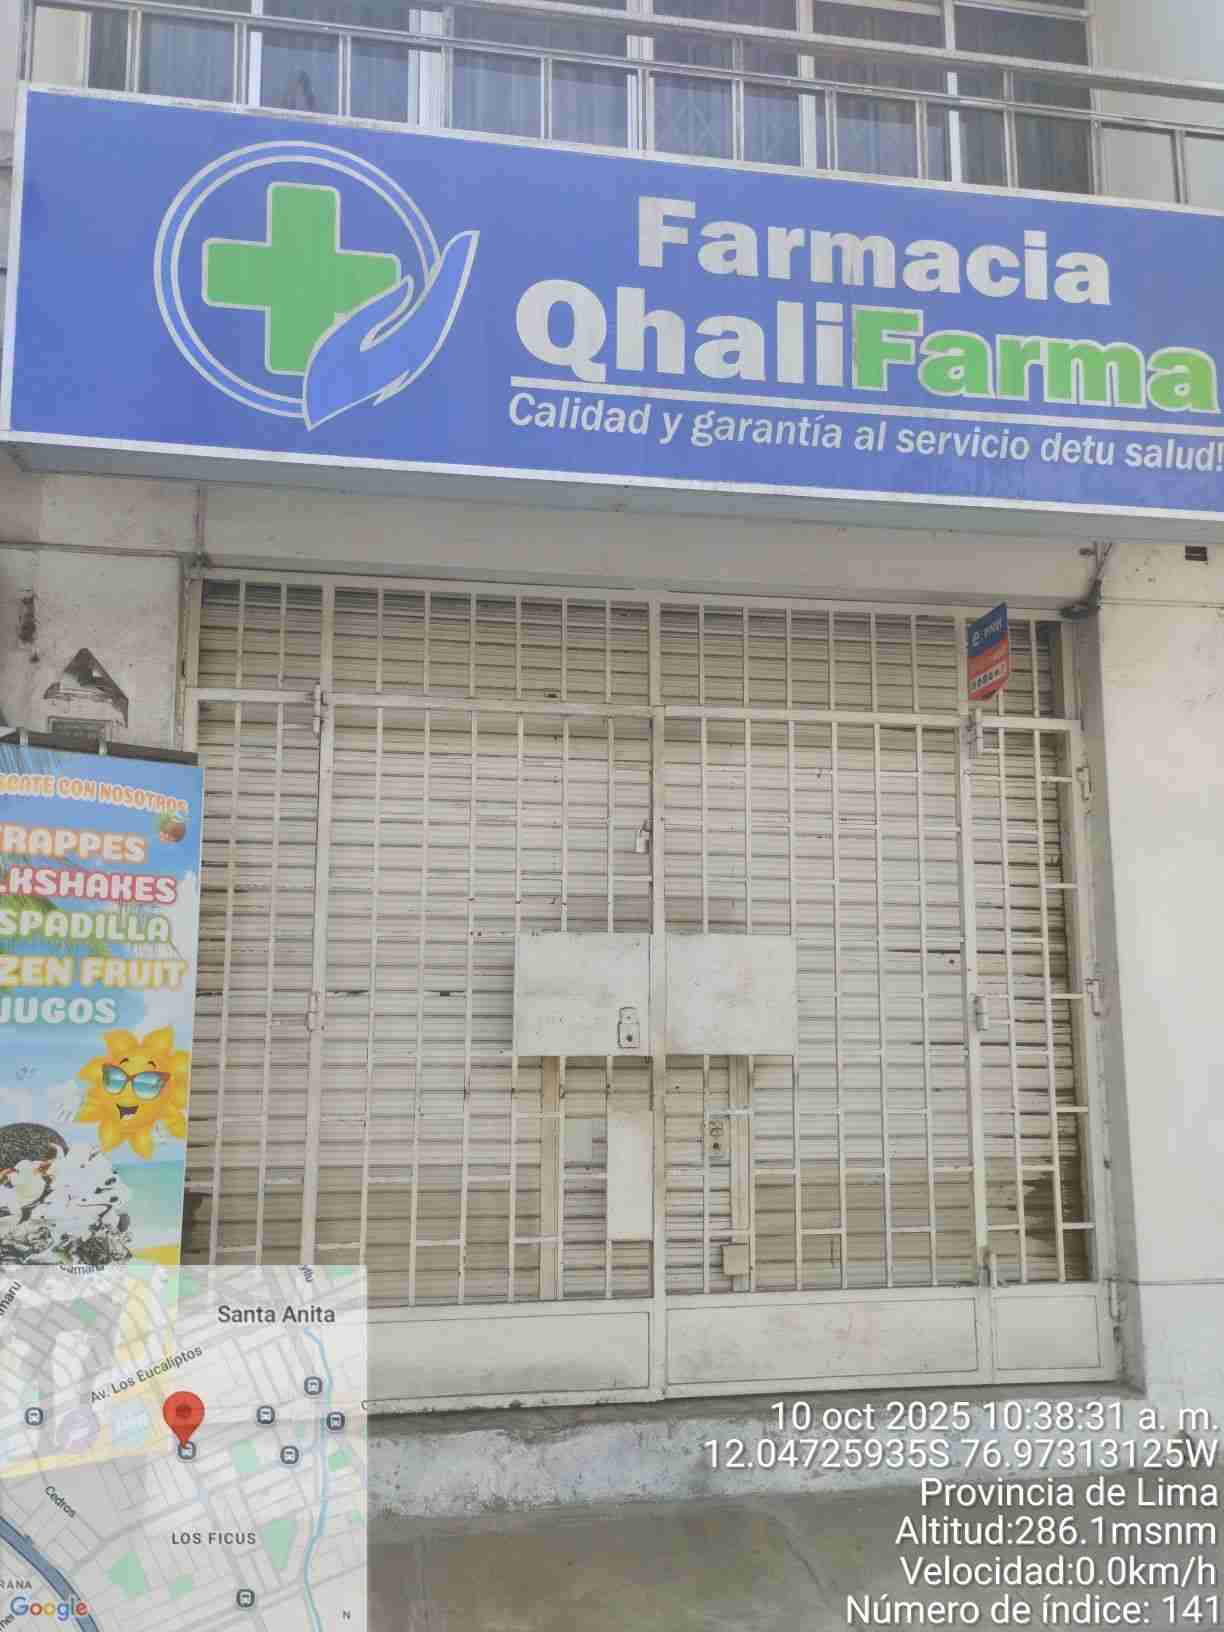 Farmacia
QhaliFarma
Calidad y garantía al servicio detu salud!
CON NOSOTROS
RAPPES
LKSHAKES
SPADILLA
ZEN FRUIT
JUGOS
Santa Anita
Av. Los Eucaliptos
Cedros
LOS FICUS
RANA
Google
N
10 oct 2025 10:38:31 a. m.
12.04725935S 76.97313125W
Provincia de Lima
Altitud:286.1msnm
Velocidad:0.0km/h
Número de índice: 141